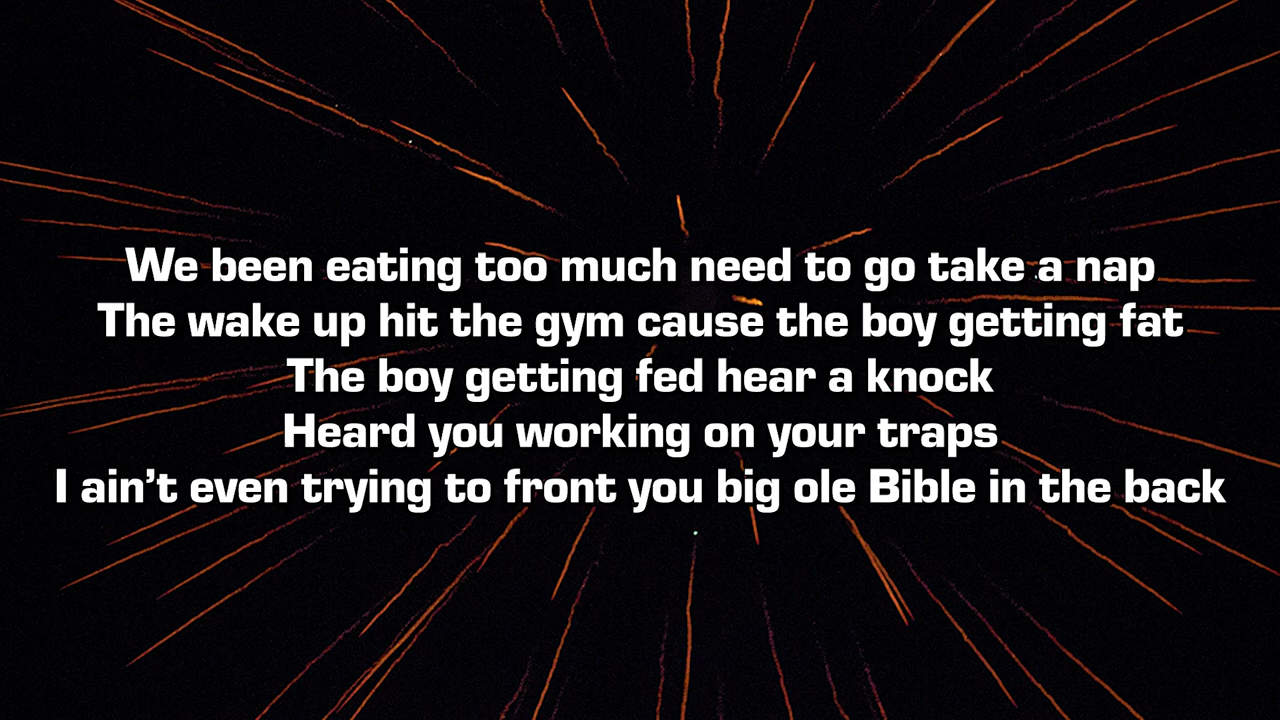 We been eating too much need to go take a nap
The wake up hit the gym cause the boy getting fat
The boy getting fed hear a knock
Heard you working on your traps
I ain’t even trying to front you big ole Bible in the back